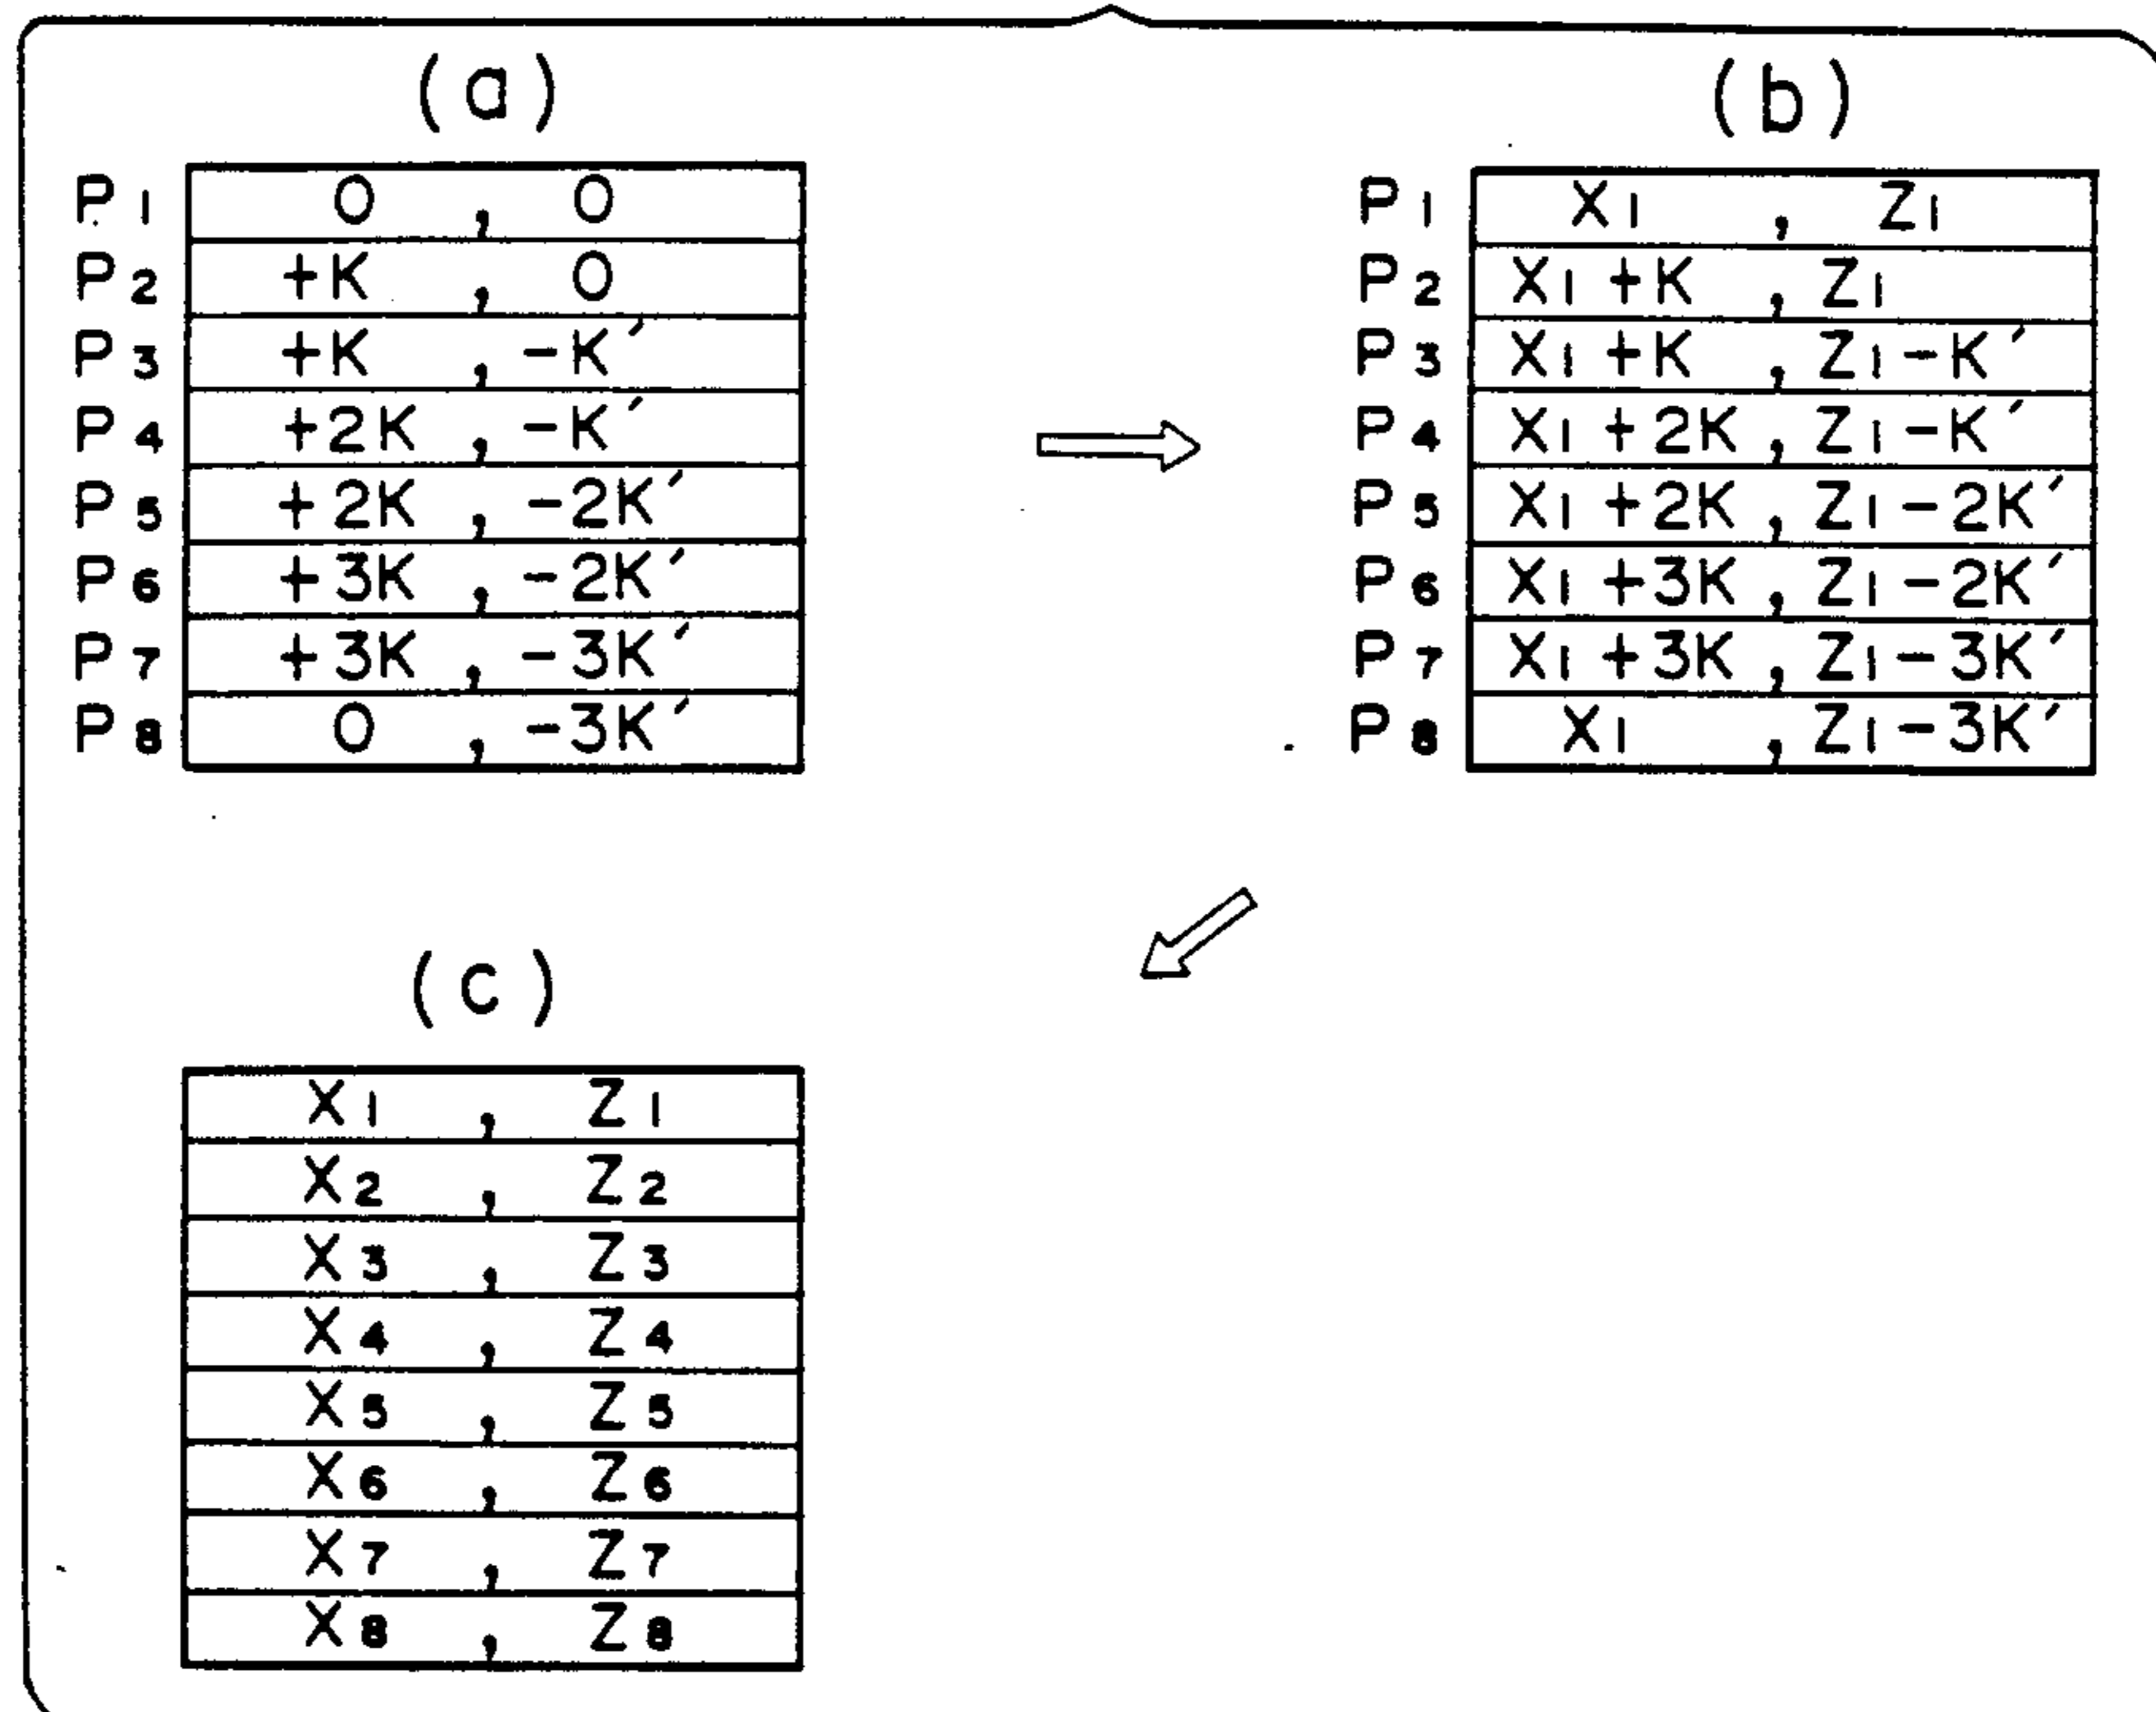 (a)
P1 0 , 0
P2 +K , 0
P3 +K , -K′
P4 +2K , -K′
P5 +2K , -2K′
P6 +3K , -2K′
P7 +3K , -3K′
P8 0 , -3K′
(b)
P1 X1 , Z1
P2 X1+K , Z1
P3 X1+K , Z1-K′
P4 X1+2K , Z1-K′
P5 X1+2K , Z1-2K′
P6 X1+3K , Z1-2K′
P7 X1+3K , Z1-3K′
P8 X1 , Z1-3K′
(c)
X1 , Z1
X2 , Z2
X3 , Z3
X4 , Z4
X5 , Z5
X6 , Z6
X7 , Z7
X8 , Z8